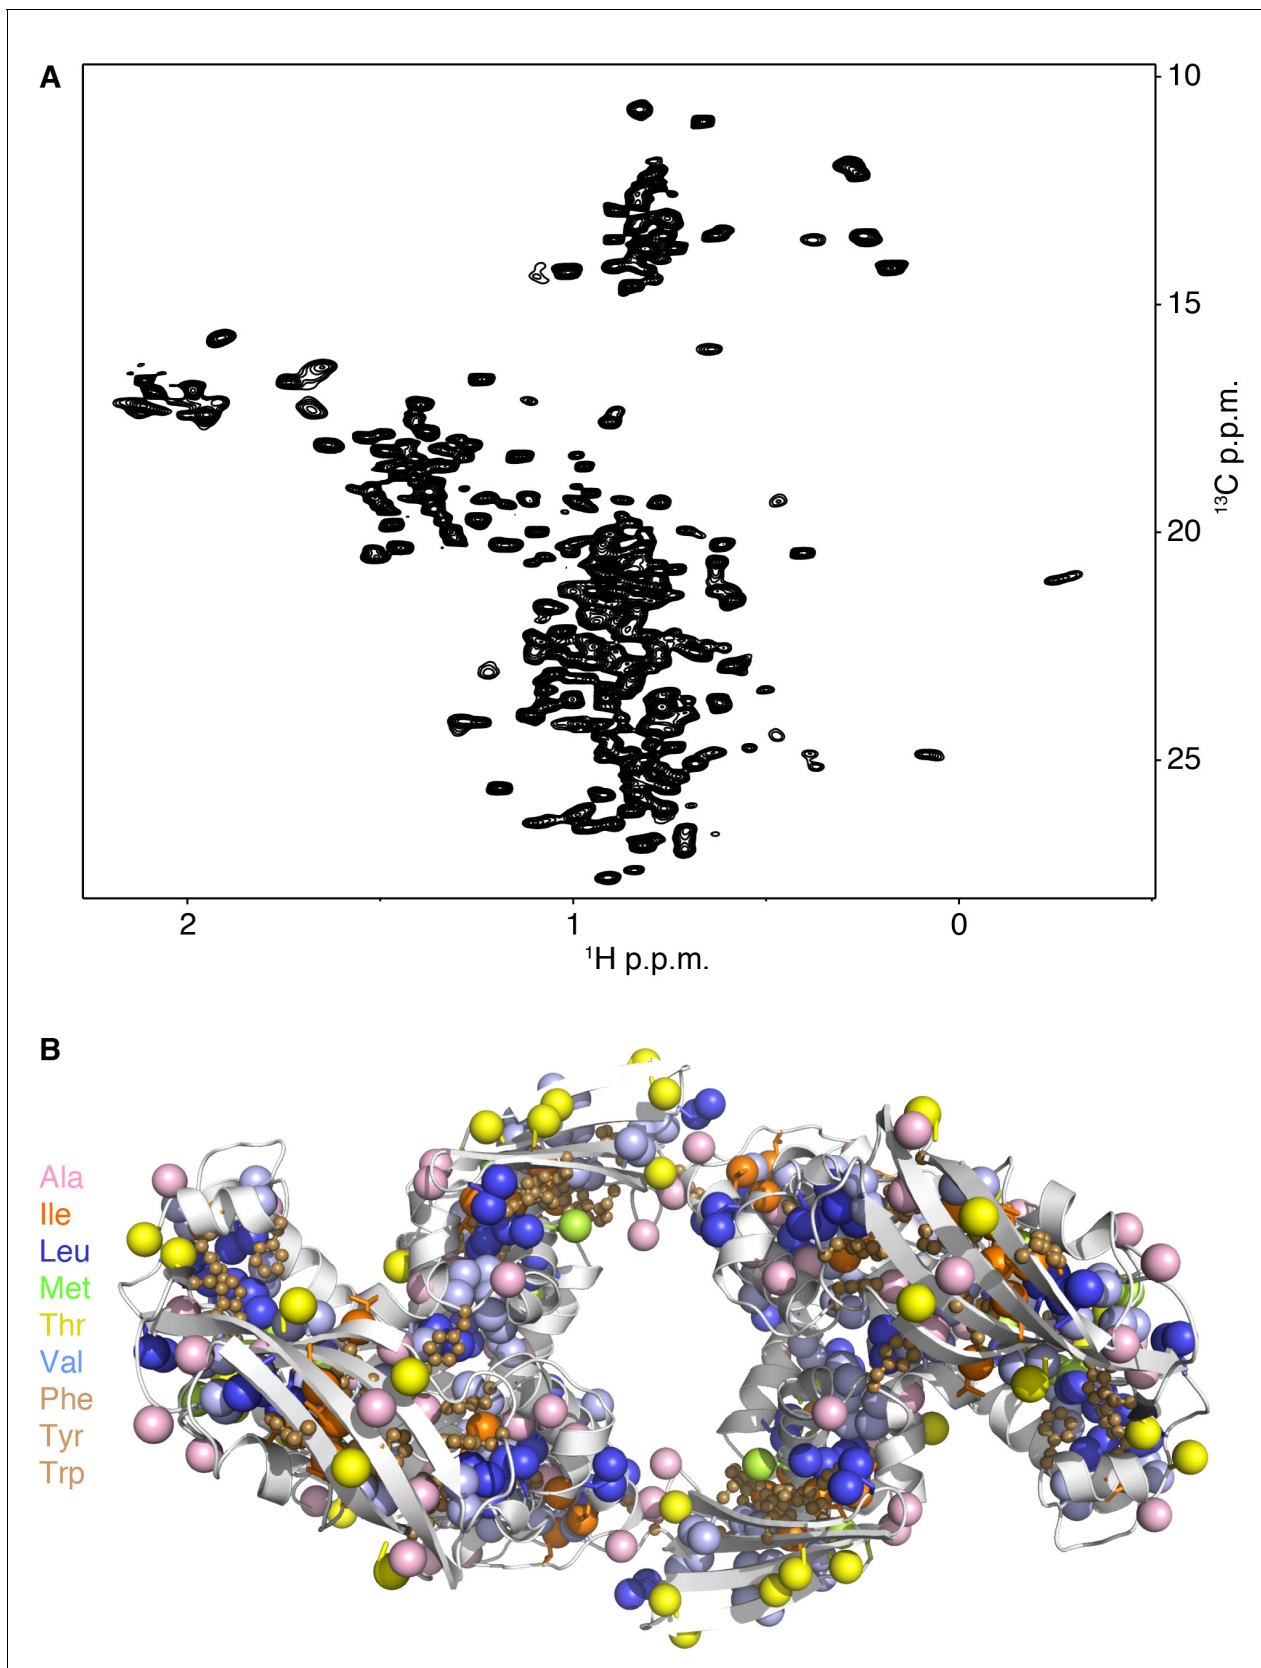 A
10
15
20
25
¹³C p.p.m.
2
1
0
¹H p.p.m.
B
Ala
Ile
Leu
Met
Thr
Val
Phe
Tyr
Trp